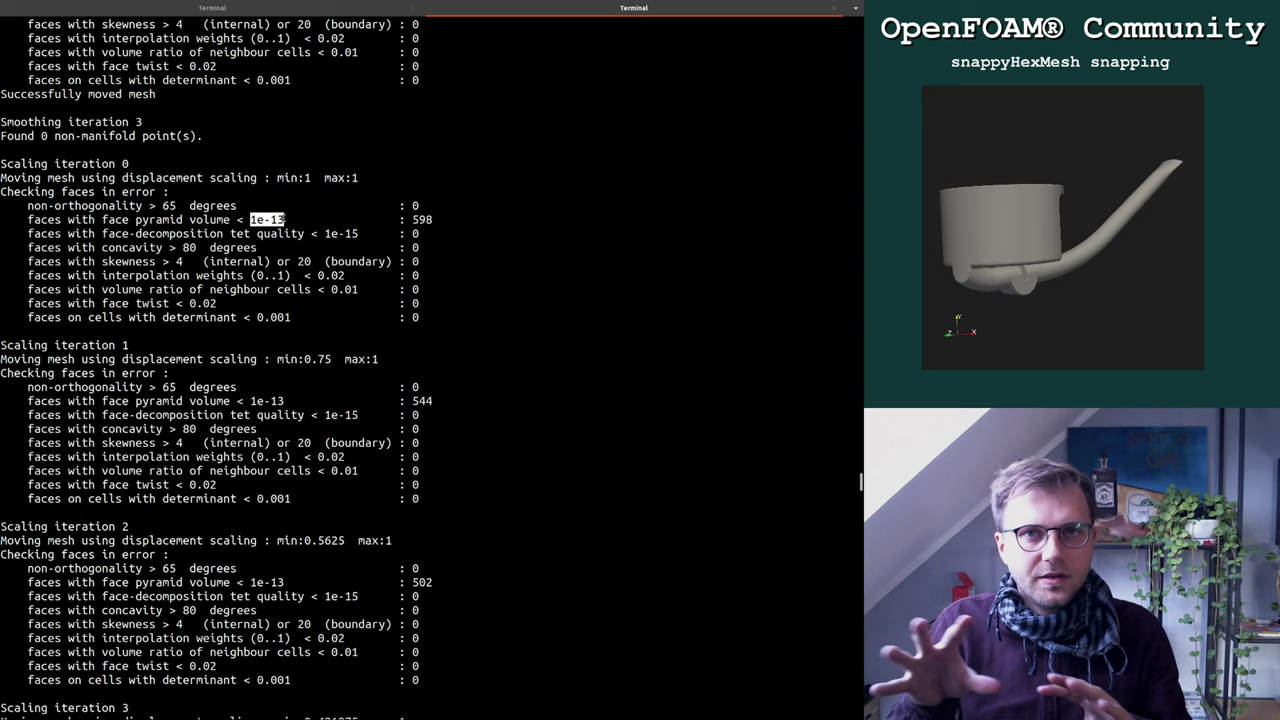 Terminal
Terminal
faces with skewness > 4 (internal) or 20 (boundary) : 0
faces with interpolation weights (0..1) < 0.02 : 0
faces with volume ratio of neighbour cells < 0.01 : 0
faces with face twist < 0.02 : 0
faces on cells with determinant < 0.001 : 0
Successfully moved mesh
Smoothing iteration 3
Found 0 non-manifold point(s).
Scaling iteration 0
Moving mesh using displacement scaling : min:1 max:1
Checking faces in error :
non-orthogonality > 65 degrees : 0
faces with face pyramid volume < 1e-13 : 598
faces with face-decomposition tet quality < 1e-15 : 0
faces with concavity > 80 degrees : 0
faces with skewness > 4 (internal) or 20 (boundary) : 0
faces with interpolation weights (0..1) < 0.02 : 0
faces with volume ratio of neighbour cells < 0.01 : 0
faces with face twist < 0.02 : 0
faces on cells with determinant < 0.001 : 0
Scaling iteration 1
Moving mesh using displacement scaling : min:0.75 max:1
Checking faces in error :
non-orthogonality > 65 degrees : 0
faces with face pyramid volume < 1e-13 : 544
faces with face-decomposition tet quality < 1e-15 : 0
faces with concavity > 80 degrees : 0
faces with skewness > 4 (internal) or 20 (boundary) : 0
faces with interpolation weights (0..1) < 0.02 : 0
faces with volume ratio of neighbour cells < 0.01 : 0
faces with face twist < 0.02 : 0
faces on cells with determinant < 0.001 : 0
Scaling iteration 2
Moving mesh using displacement scaling : min:0.5625 max:1
Checking faces in error :
non-orthogonality > 65 degrees : 0
faces with face pyramid volume < 1e-13 : 502
faces with face-decomposition tet quality < 1e-15 : 0
faces with concavity > 80 degrees : 0
faces with skewness > 4 (internal) or 20 (boundary) : 0
faces with interpolation weights (0..1) < 0.02 : 0
faces with volume ratio of neighbour cells < 0.01 : 0
faces with face twist < 0.02 : 0
faces on cells with determinant < 0.001 : 0
Scaling iteration 3
OpenFOAM® Community
snappyHexMesh snapping
Y
Z X